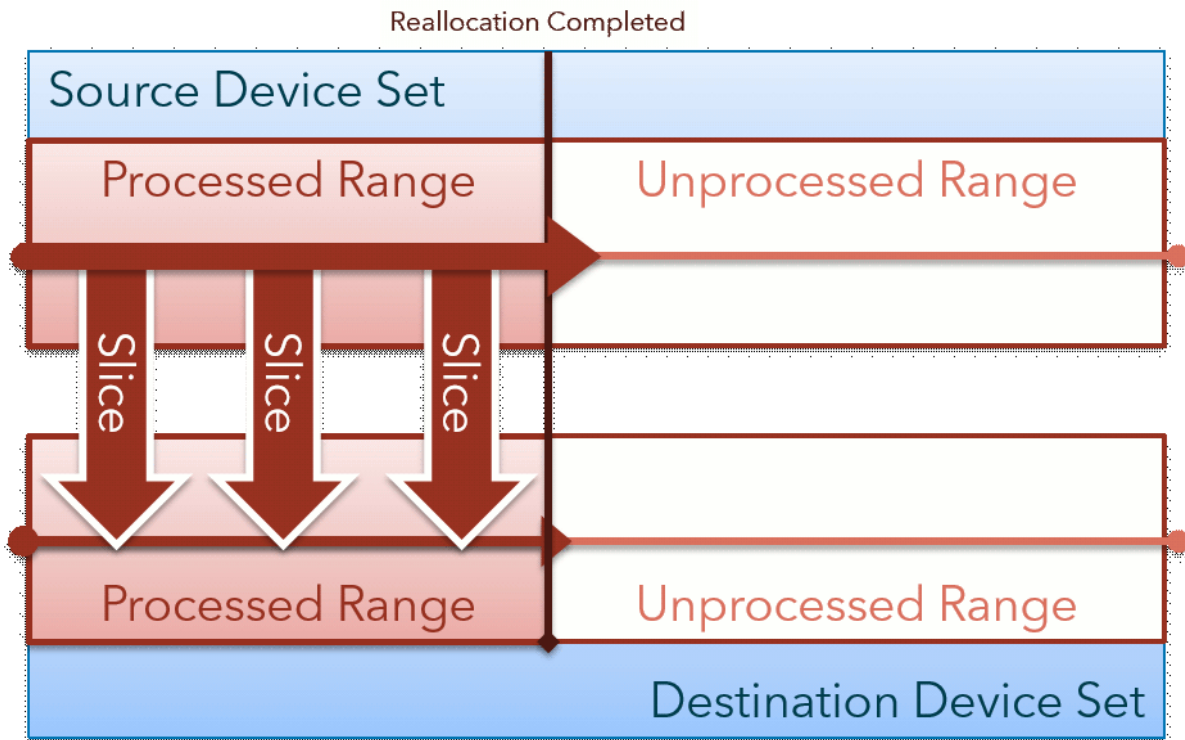 Reallocation Completed
Source Device Set
Processed Range
Unprocessed Range
Slice
Slice
Slice
Processed Range
Unprocessed Range
Destination Device Set